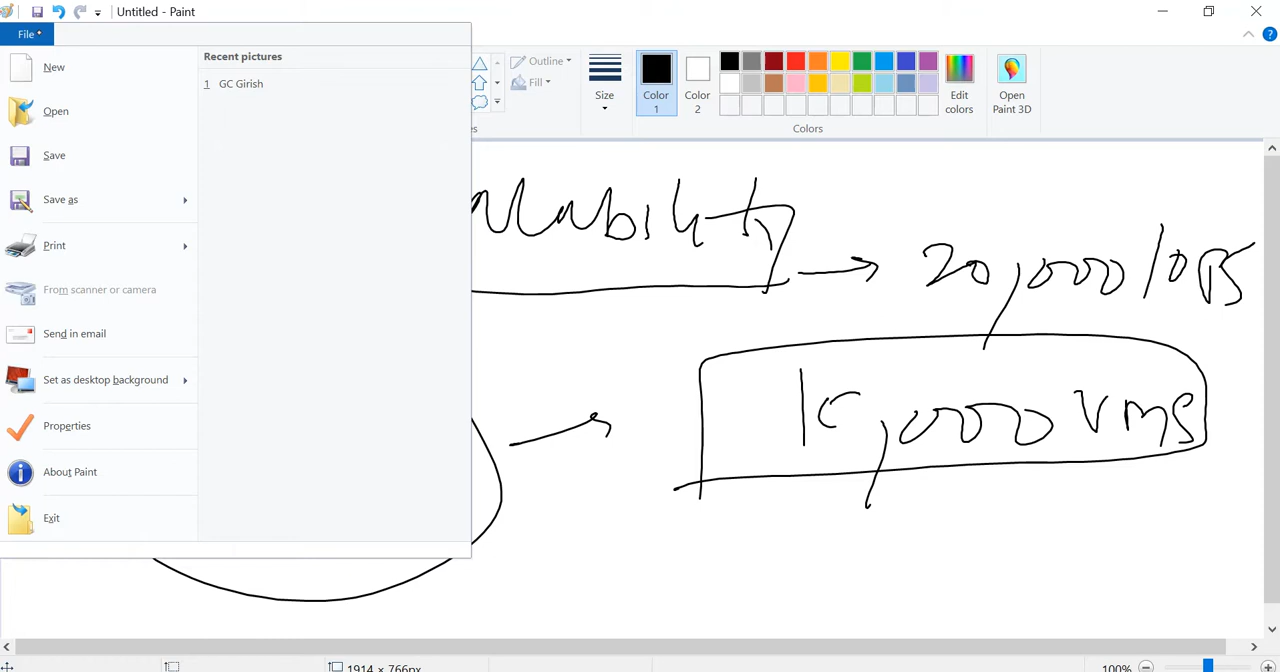 Untitled - Paint
File
Recent pictures
New
1 GC Girish
Open
Save
Save as
Print
From scanner or camera
Send in email
Set as desktop background
Properties
About Paint
Exit
Outline
Fill
Size
Color 1
Color 2
Edit colors
Open Paint 3D
es
Colors
alability
20,000
,000 VMS
1914 × 766px
100%